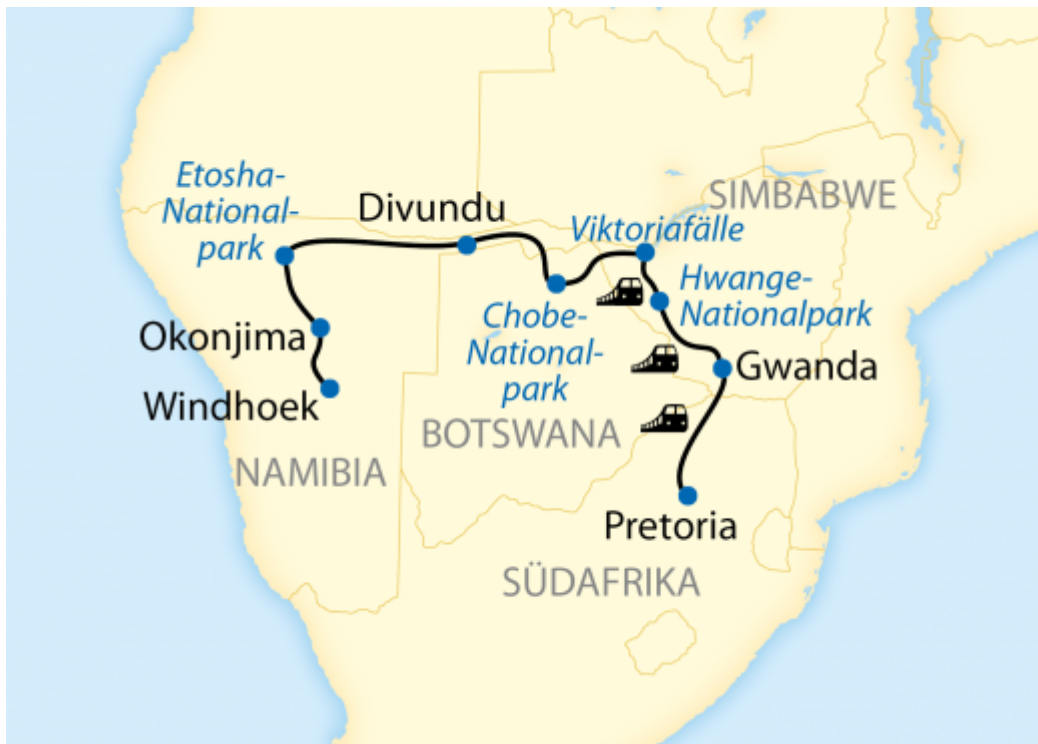 Etosha-
National-
park
Divundu
SIMBABWE
Viktoriafälle
Hwange-
Nationalpark
Chobe-
National-
park
Okonjima
Windhoek
Gwanda
BOTSWANA
NAMIBIA
Pretoria
SÜDAFRIKA